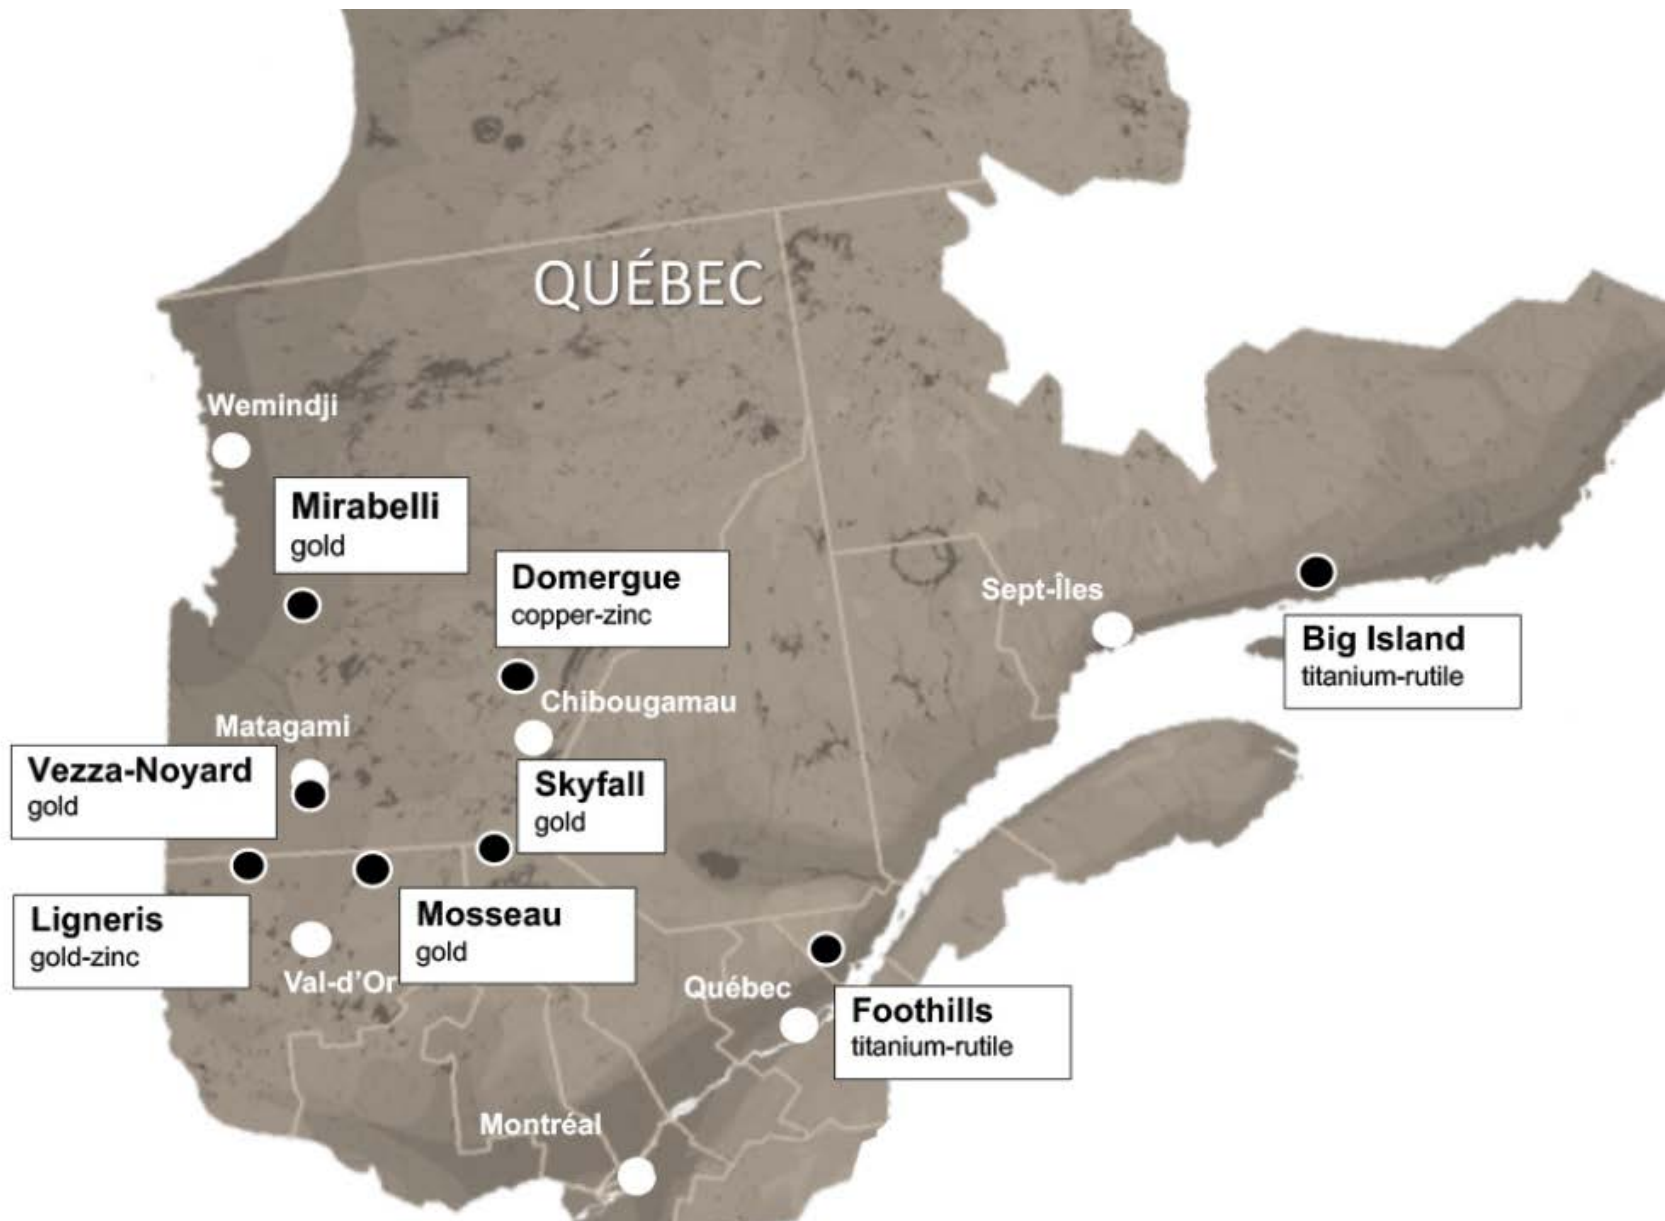 QUÉBEC
Wemindji
Mirabelli
gold
Domergue
copper-zinc
Sept-Îles
Big Island
titanium-rutile
Chibougamau
Matagami
Vezza-Noyard
gold
Skyfall
gold
Ligneris
gold-zinc
Mosseau
gold
Val-d'Or
Québec
Foothills
titanium-rutile
Montréal